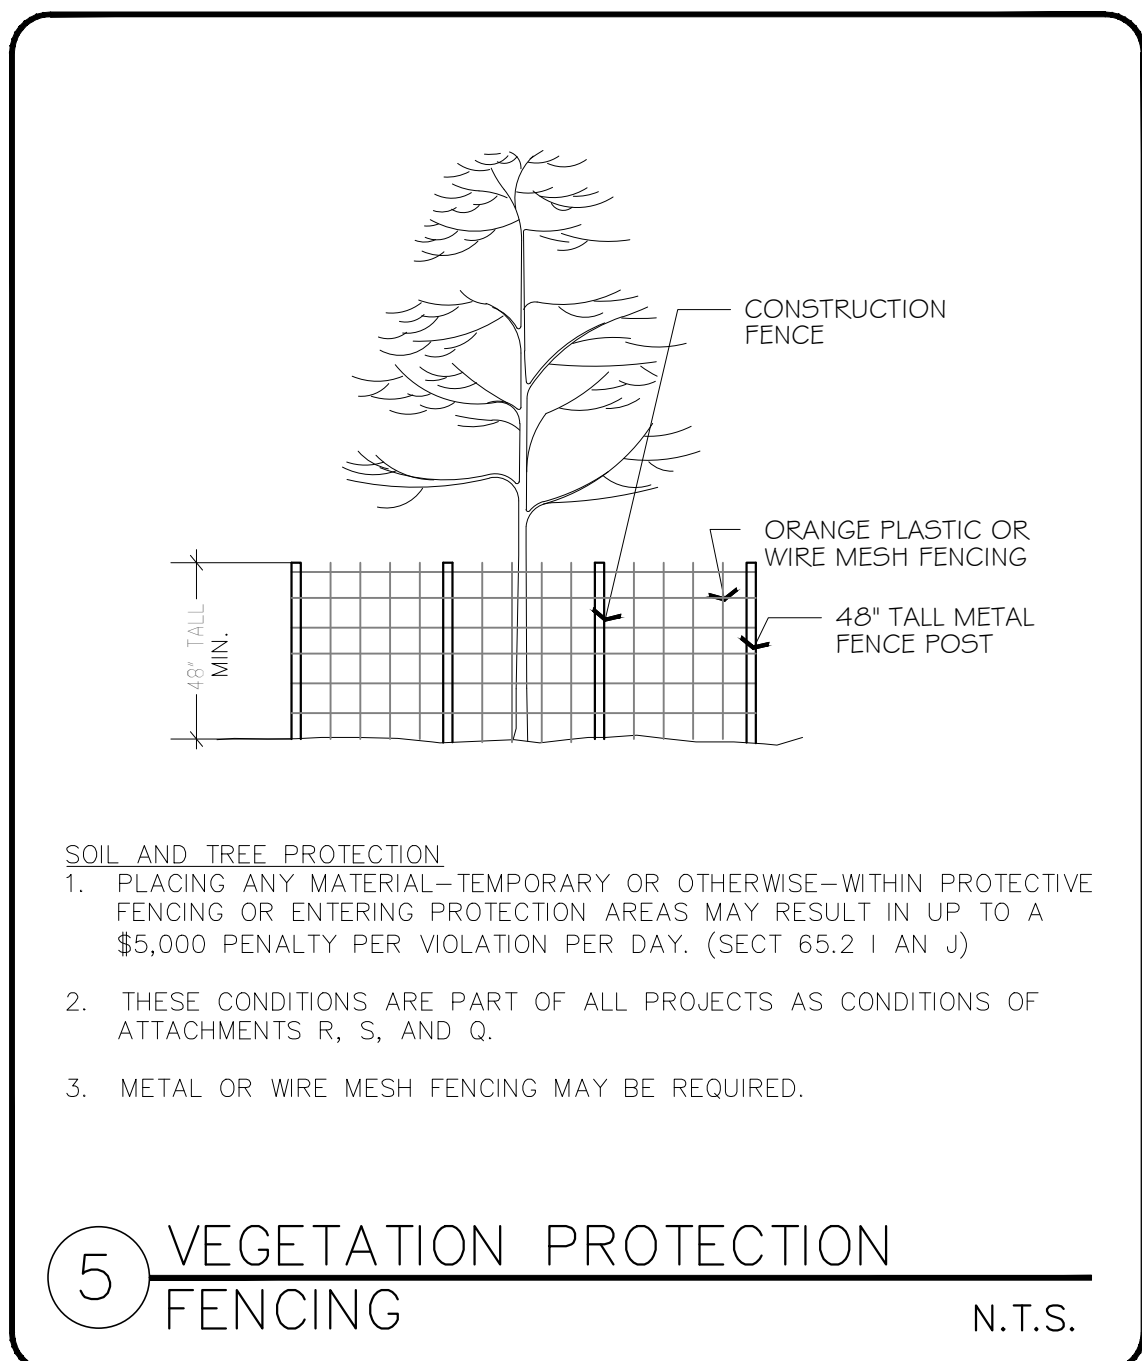 CONSTRUCTION
FENCE
ORANGE PLASTIC OR
WIRE MESH FENCING
48" TALL METAL
FENCE POST
48" TALL
MIN.
SOIL AND TREE PROTECTION
1. PLACING ANY MATERIAL-TEMPORARY OR OTHERWISE-WITHIN PROTECTIVE
FENCING OR ENTERING PROTECTION AREAS MAY RESULT IN UP TO A
$5,000 PENALTY PER VIOLATION PER DAY. (SECT 65.2 I AN J)
2. THESE CONDITIONS ARE PART OF ALL PROJECTS AS CONDITIONS OF
ATTACHMENTS R, S, AND Q.
3. METAL OR WIRE MESH FENCING MAY BE REQUIRED.
5 VEGETATION PROTECTION
FENCING
N.T.S.